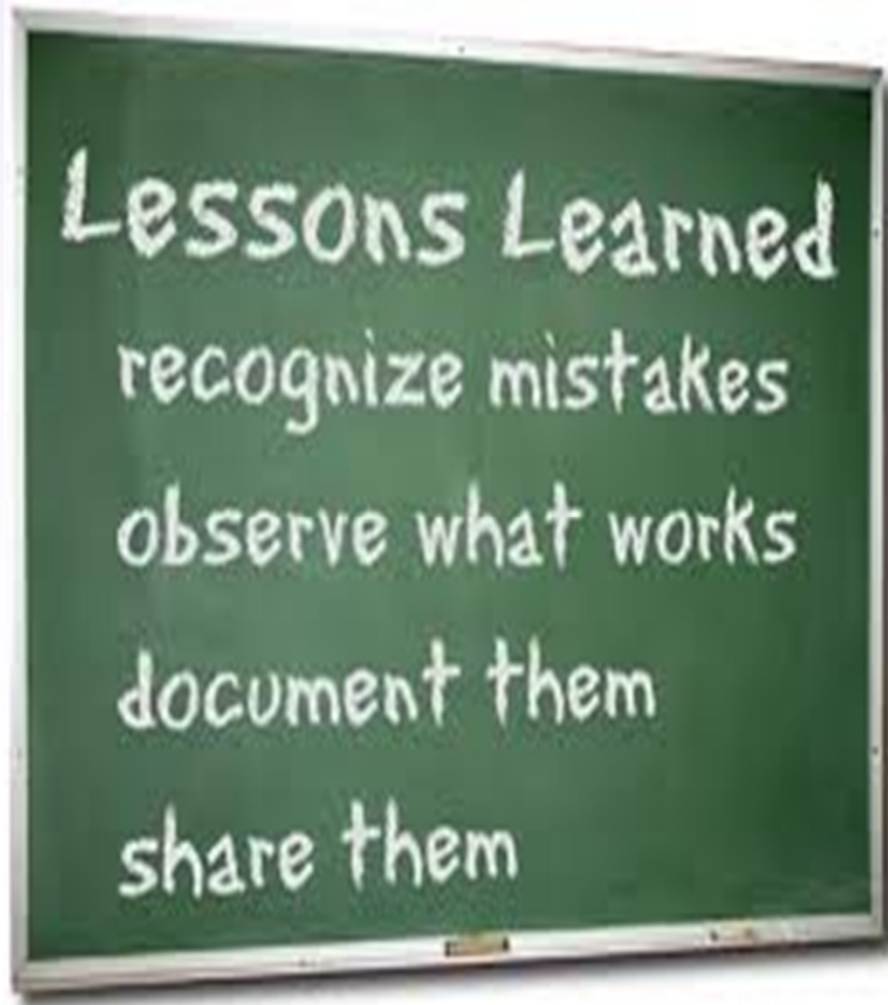 Lessons Learned
recognize mistakes
observe what works
document them
share them